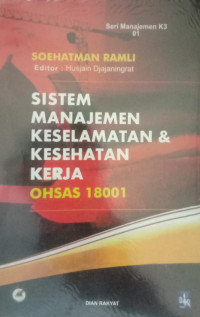 Seri Manajemen K3
01
SOEHATMAN RAMLI
Editor : Husjain Djajaningrat
SISTEM
MANAJEMEN
KESELAMATAN &
KESEHATAN
KERJA
OHSAS 18001
DIAN RAKYAT